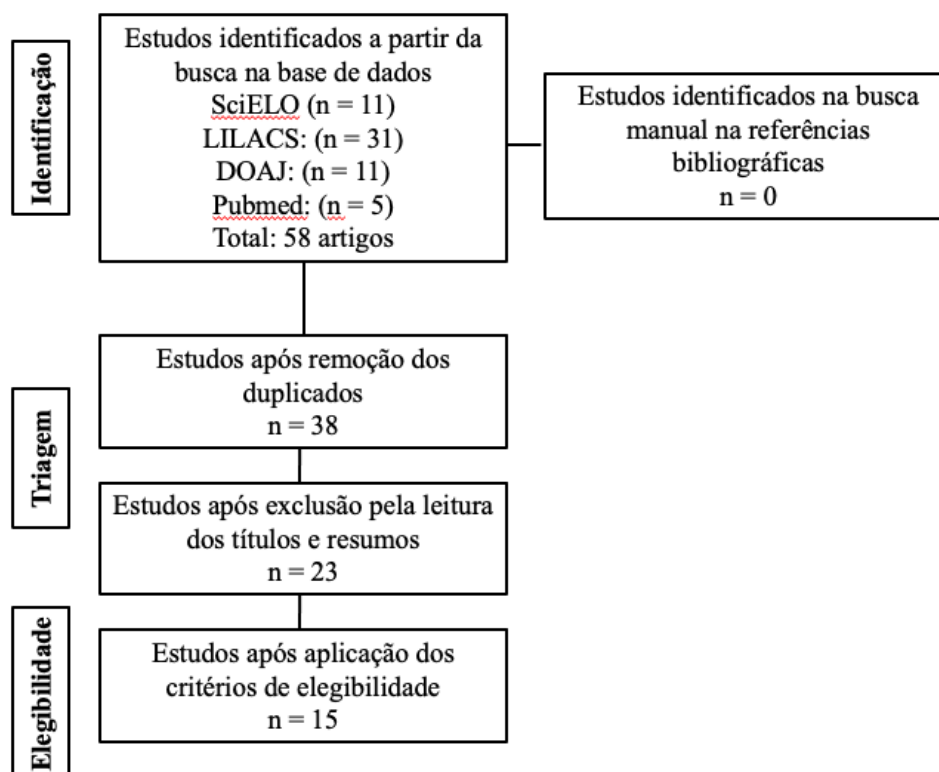 Identificação
Estudos identificados a partir da
busca na base de dados
SciELO (n = 11)
LILACS: (n = 31)
DOAJ: (n = 11)
Pubmed: (n = 5)
Total: 58 artigos
Estudos identificados na busca
manual na referências
bibliográficas
n = 0
Triagem
Estudos após remoção dos
duplicados
n = 38
Estudos após exclusão pela leitura
dos títulos e resumos
n = 23
Elegibilidade
Estudos após aplicação dos
critérios de elegibilidade
n = 15